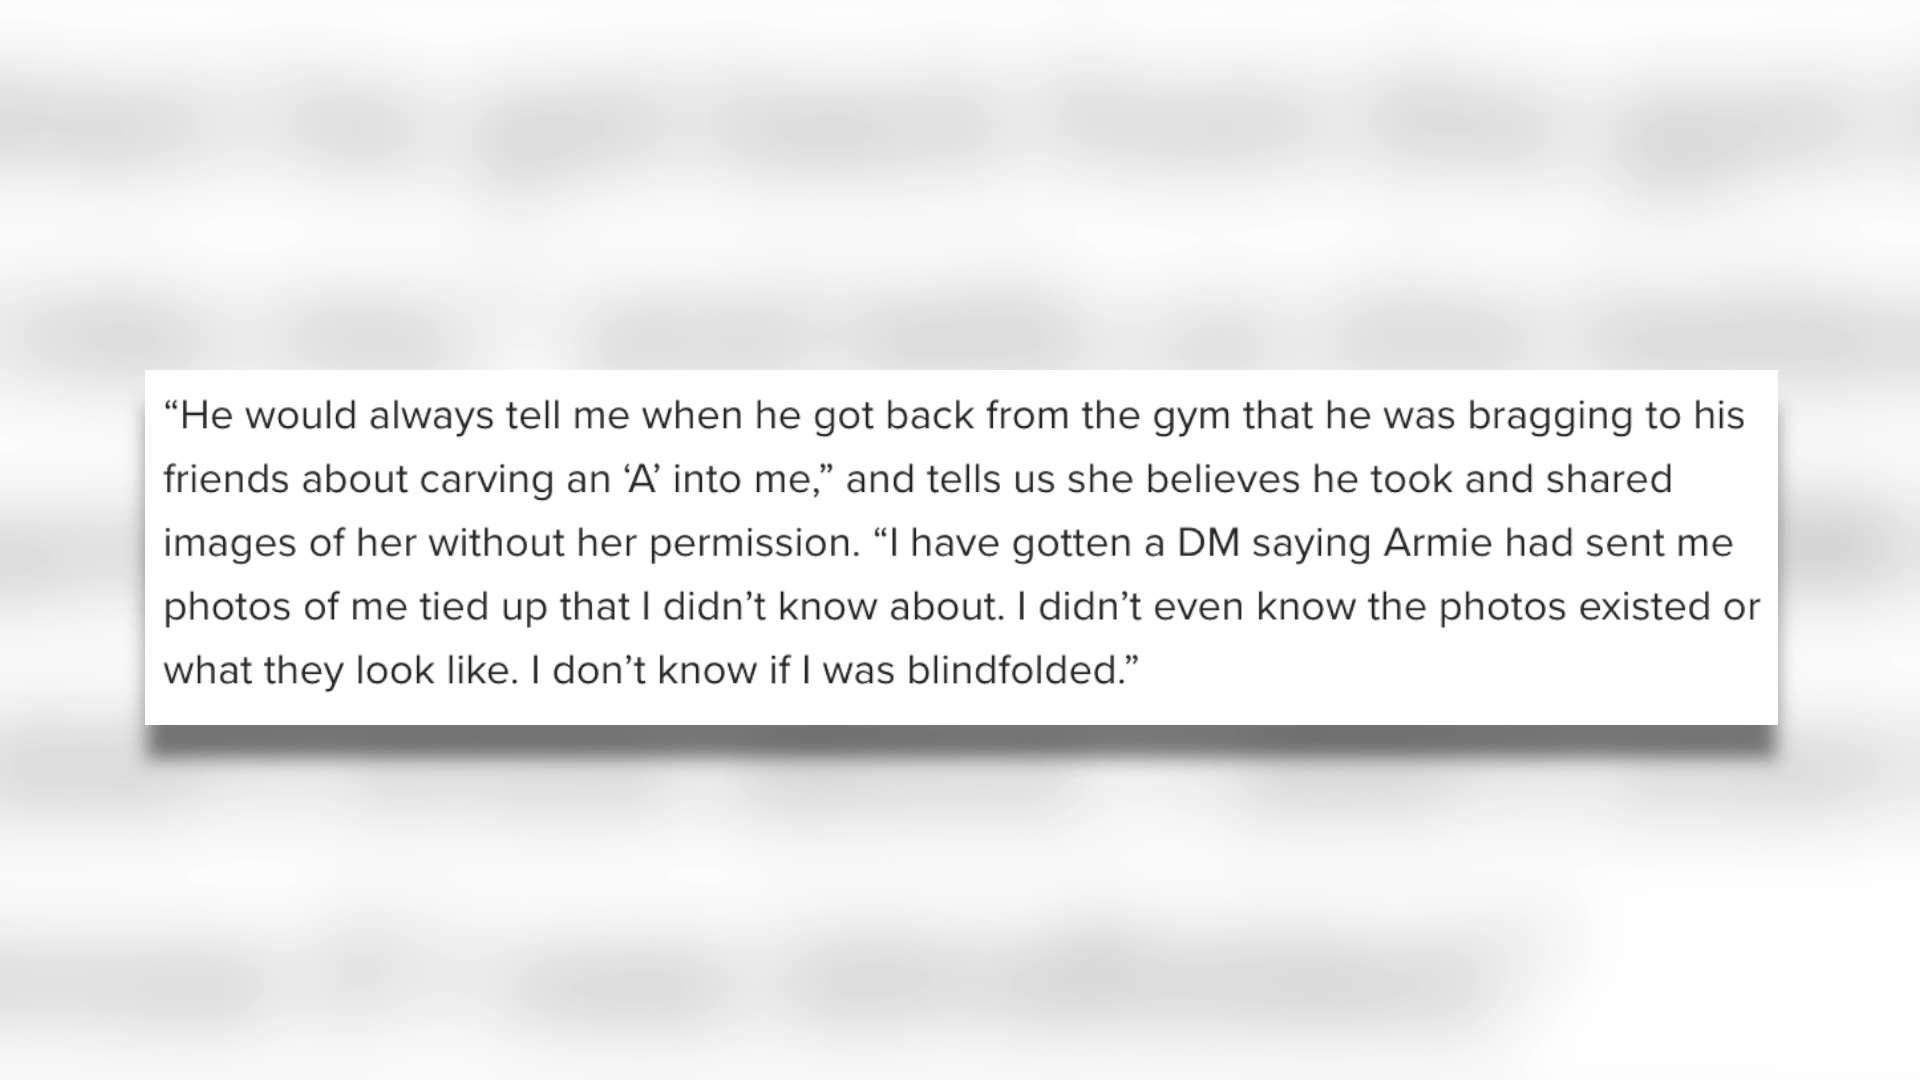 “He would always tell me when he got back from the gym that he was bragging to his
friends about carving an ‘A’ into me,” and tells us she believes he took and shared
images of her without her permission. “I have gotten a DM saying Armie had sent me
photos of me tied up that I didn’t know about. I didn’t even know the photos existed or
what they look like. I don’t know if I was blindfolded.”